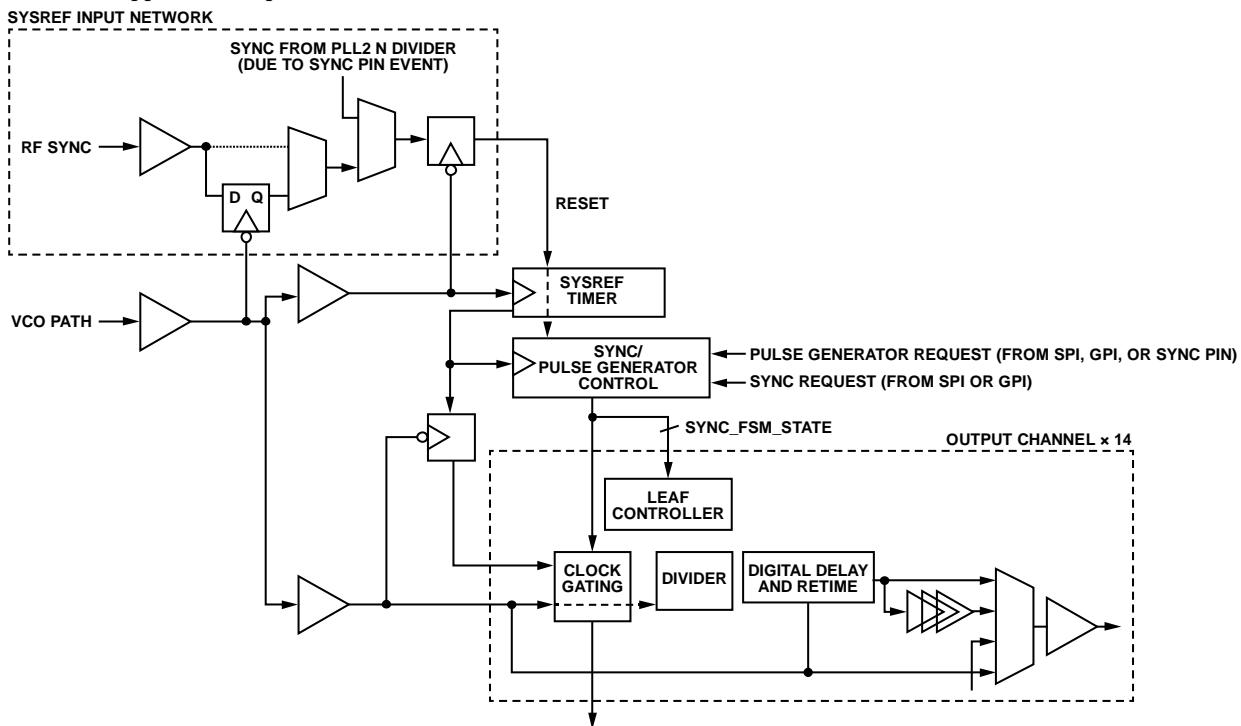 SYSREF INPUT NETWORK
SYNC FROM PLL2 N DIVIDER
(DUE TO SYNC PIN EVENT)
RF SYNC
D Q
RESET
SYSREF
TIMER
VCO PATH
SYNC/
PULSE GENERATOR
CONTROL
PULSE GENERATOR REQUEST (FROM SPI, GPI, OR SYNC PIN)
SYNC REQUEST (FROM SPI OR GPI)
SYNC_FSM_STATE
OUTPUT CHANNEL × 14
LEAF
CONTROLLER
CLOCK
GATING
DIVIDER
DIGITAL DELAY
AND RETIME